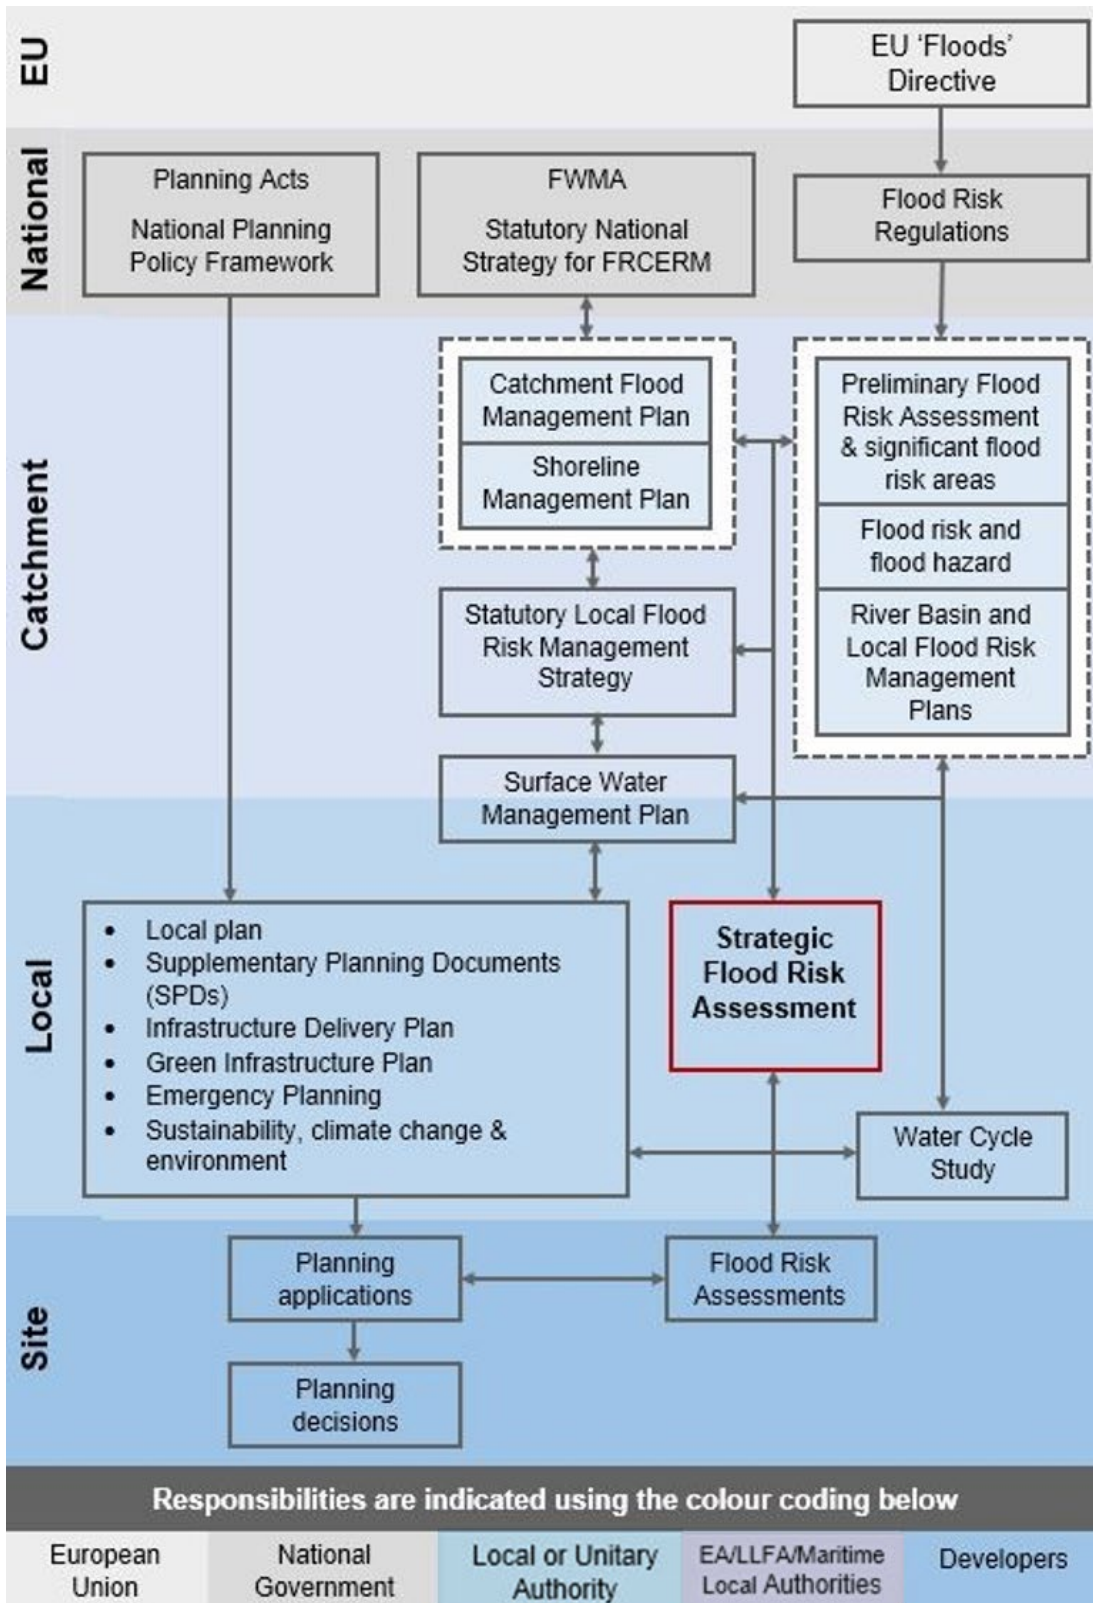 EU
EU ‘Floods’
Directive
National
Planning Acts
National Planning
Policy Framework
FWMA
Statutory National
Strategy for FRCERM
Flood Risk
Regulations
Catchment
Catchment Flood
Management Plan
Shoreline
Management Plan
Preliminary Flood
Risk Assessment
& significant flood
risk areas
Flood risk and
flood hazard
River Basin and
Local Flood Risk
Management
Plans
Statutory Local Flood
Risk Management
Strategy
Surface Water
Management Plan
Local
• Local plan
• Supplementary Planning Documents
(SPDs)
• Infrastructure Delivery Plan
• Green Infrastructure Plan
• Emergency Planning
• Sustainability, climate change &
environment
Strategic
Flood Risk
Assessment
Water Cycle
Study
Site
Planning
applications
Flood Risk
Assessments
Planning
decisions
Responsibilities are indicated using the colour coding below
European
Union
National
Government
Local or Unitary
Authority
EA/LLFA/Maritime
Local Authorities
Developers